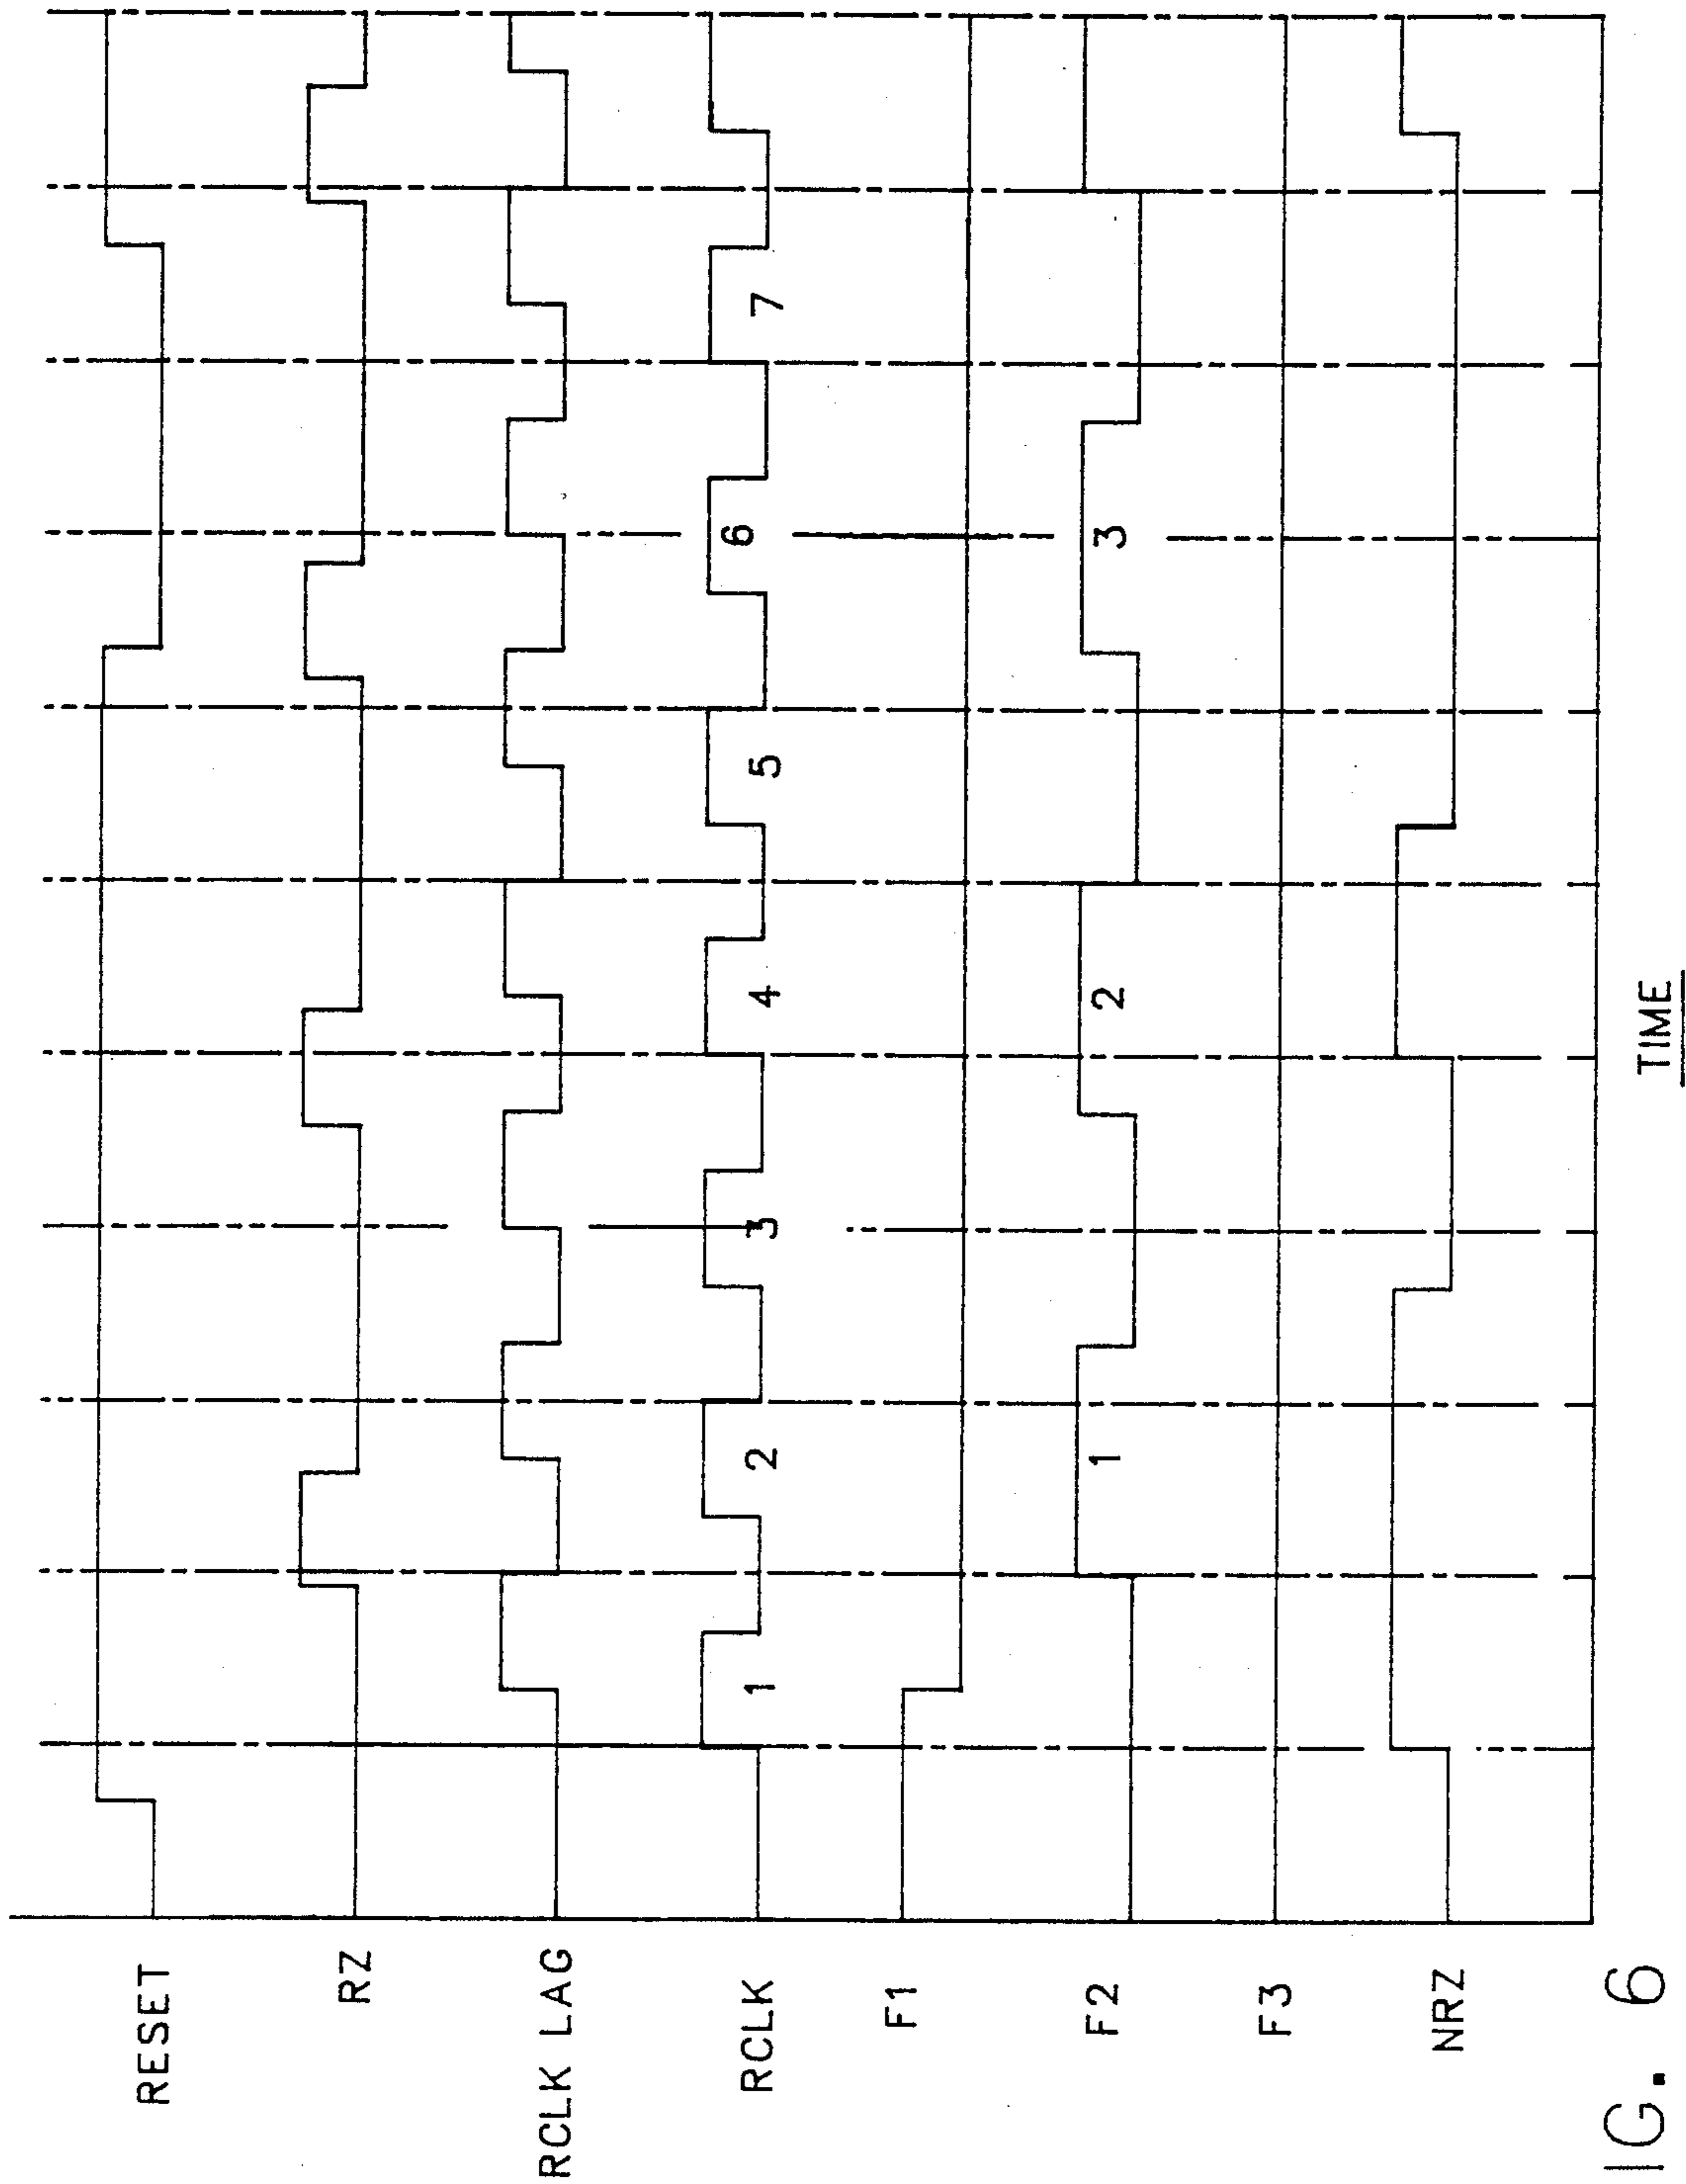 RESET
RZ
RCLK LAG
RCLK
1 2 3 4 5 6 7
F1
F2
1 2 3
F3
NRZ
TIME
IG. 6